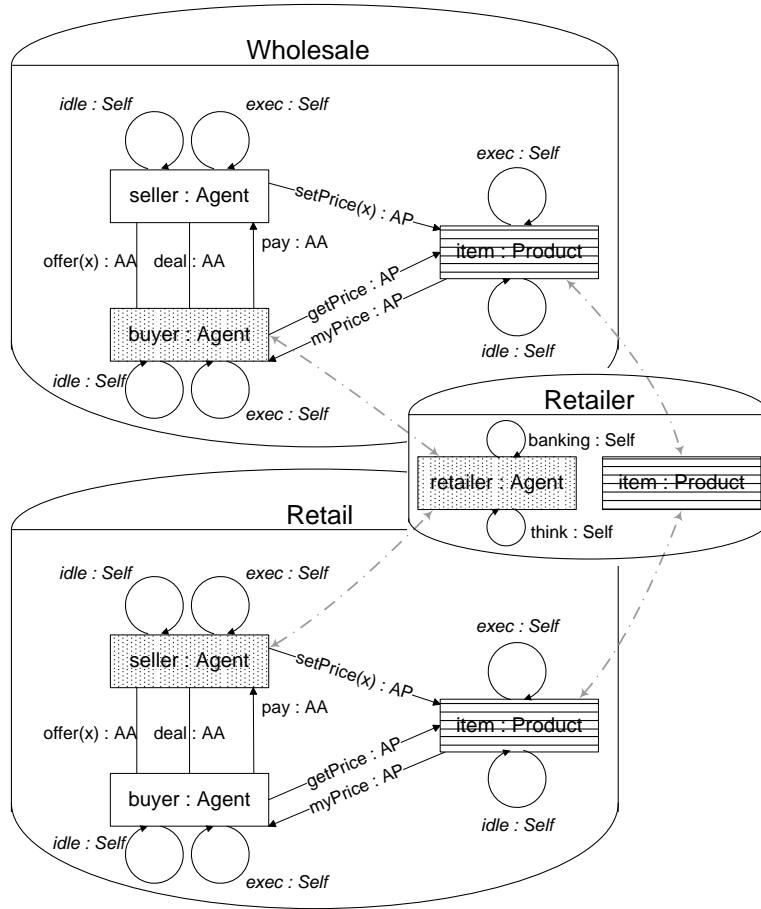 Wholesale
idle : Self
exec : Self
exec : Self
seller : Agent
setPrice(x) : AP
item : Product
pay : AA
offer(x) : AA
deal : AA
getPrice : AP
myPrice : AP
buyer : Agent
idle : Self
idle : Self
exec : Self
Retailer
banking : Self
retailer : Agent
item : Product
think : Self
Retail
idle : Self
exec : Self
exec : Self
seller : Agent
setPrice(x) : AP
item : Product
pay : AA
offer(x) : AA
deal : AA
getPrice : AP
myPrice : AP
buyer : Agent
idle : Self
idle : Self
exec : Self